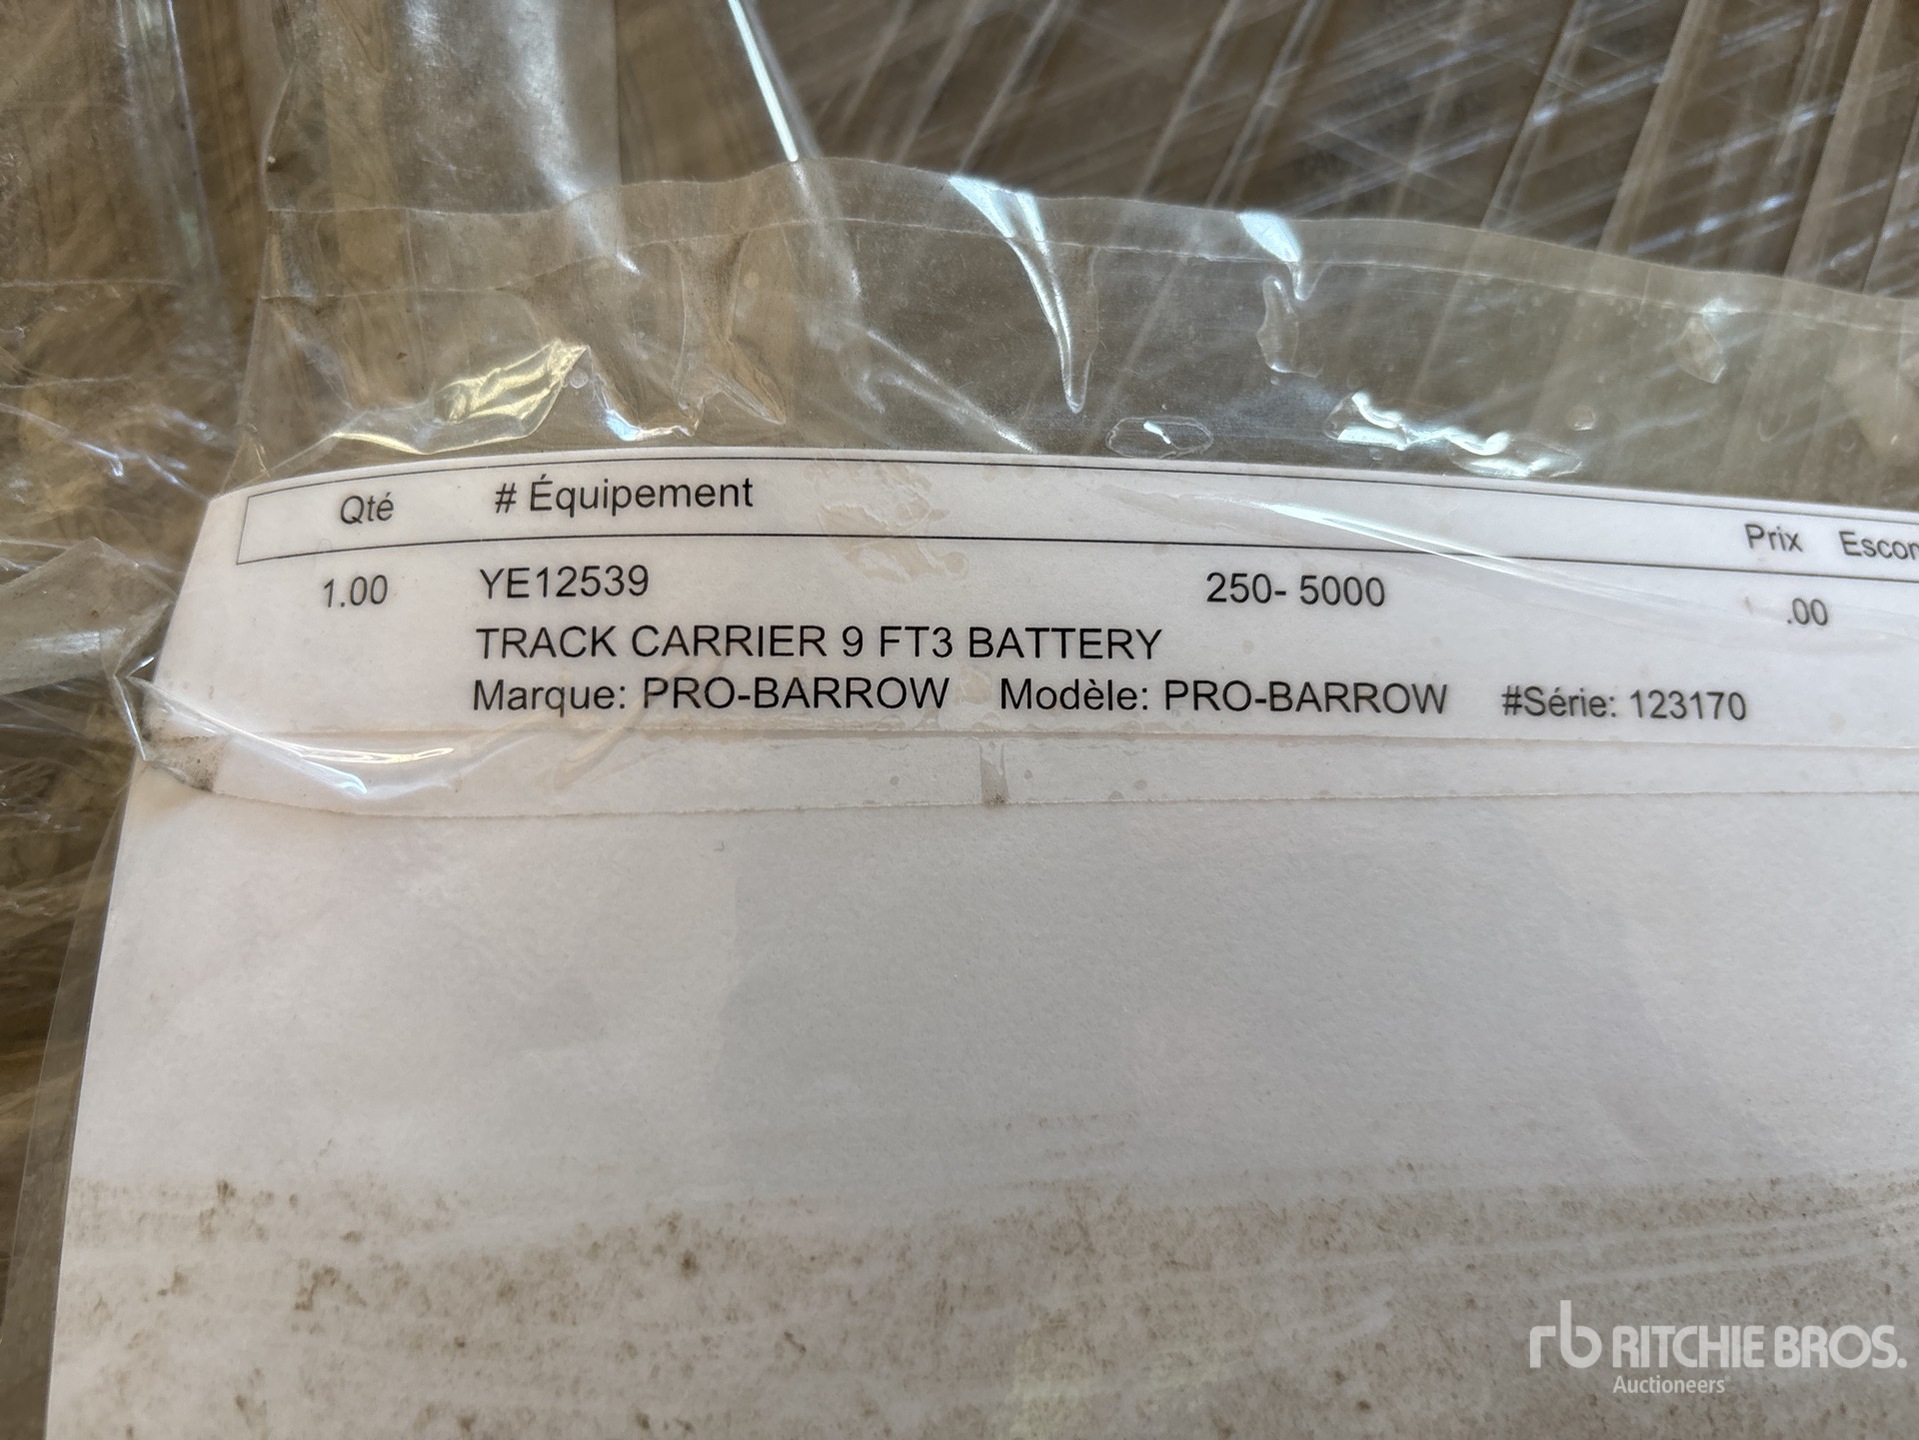 Qté # Équipement Prix
1.00 YE12539 250- 5000 .00
TRACK CARRIER 9 FT3 BATTERY
Marque: PRO-BARROW Modèle: PRO-BARROW #Série: 123170
rb RITCHIE BROS.
Auctioneers